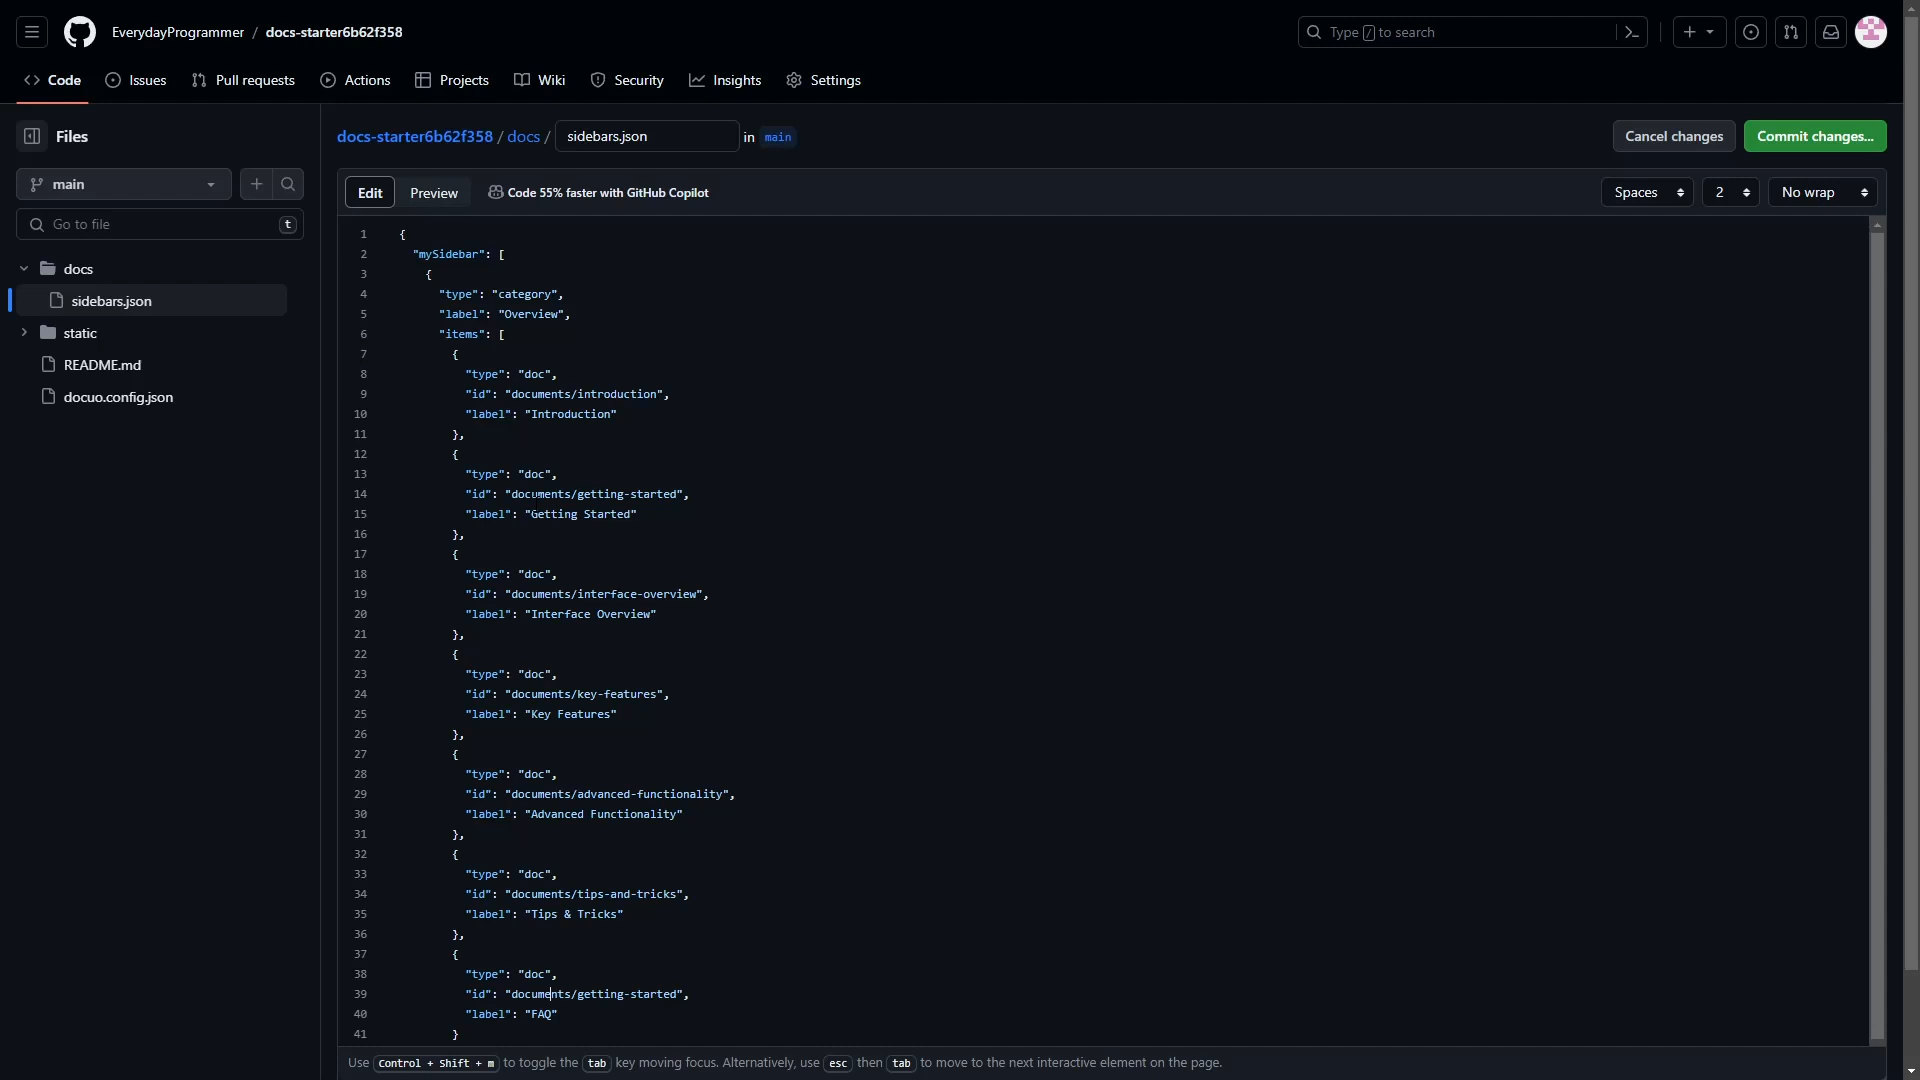 EverydayProgrammer / docs-starter6b62f358
Type / to search
Code Issues Pull requests Actions Projects Wiki Security Insights Settings
Files
docs-starter6b62f358 / docs / sidebars.json in main
Cancel changes Commit changes...
main
Edit Preview Code 55% faster with GitHub Copilot
Spaces 2 No wrap
Go to file t
docs
sidebars.json
static
README.md
docuo.config.json
1 {
2 "mySidebar": [
3 {
4 "type": "category",
5 "label": "Overview",
6 "items": [
7 {
8 "type": "doc",
9 "id": "documents/introduction",
10 "label": "Introduction"
11 },
12 {
13 "type": "doc",
14 "id": "documents/getting-started",
15 "label": "Getting Started"
16 },
17 {
18 "type": "doc",
19 "id": "documents/interface-overview",
20 "label": "Interface Overview"
21 },
22 {
23 "type": "doc",
24 "id": "documents/key-features",
25 "label": "Key Features"
26 },
27 {
28 "type": "doc",
29 "id": "documents/advanced-functionality",
30 "label": "Advanced Functionality"
31 },
32 {
33 "type": "doc",
34 "id": "documents/tips-and-tricks",
35 "label": "Tips & Tricks"
36 },
37 {
38 "type": "doc",
39 "id": "documents/getting-started",
40 "label": "FAQ"
41 }
Use Control + Shift + m to toggle the tab key moving focus. Alternatively, use esc then tab to move to the next interactive element on the page.